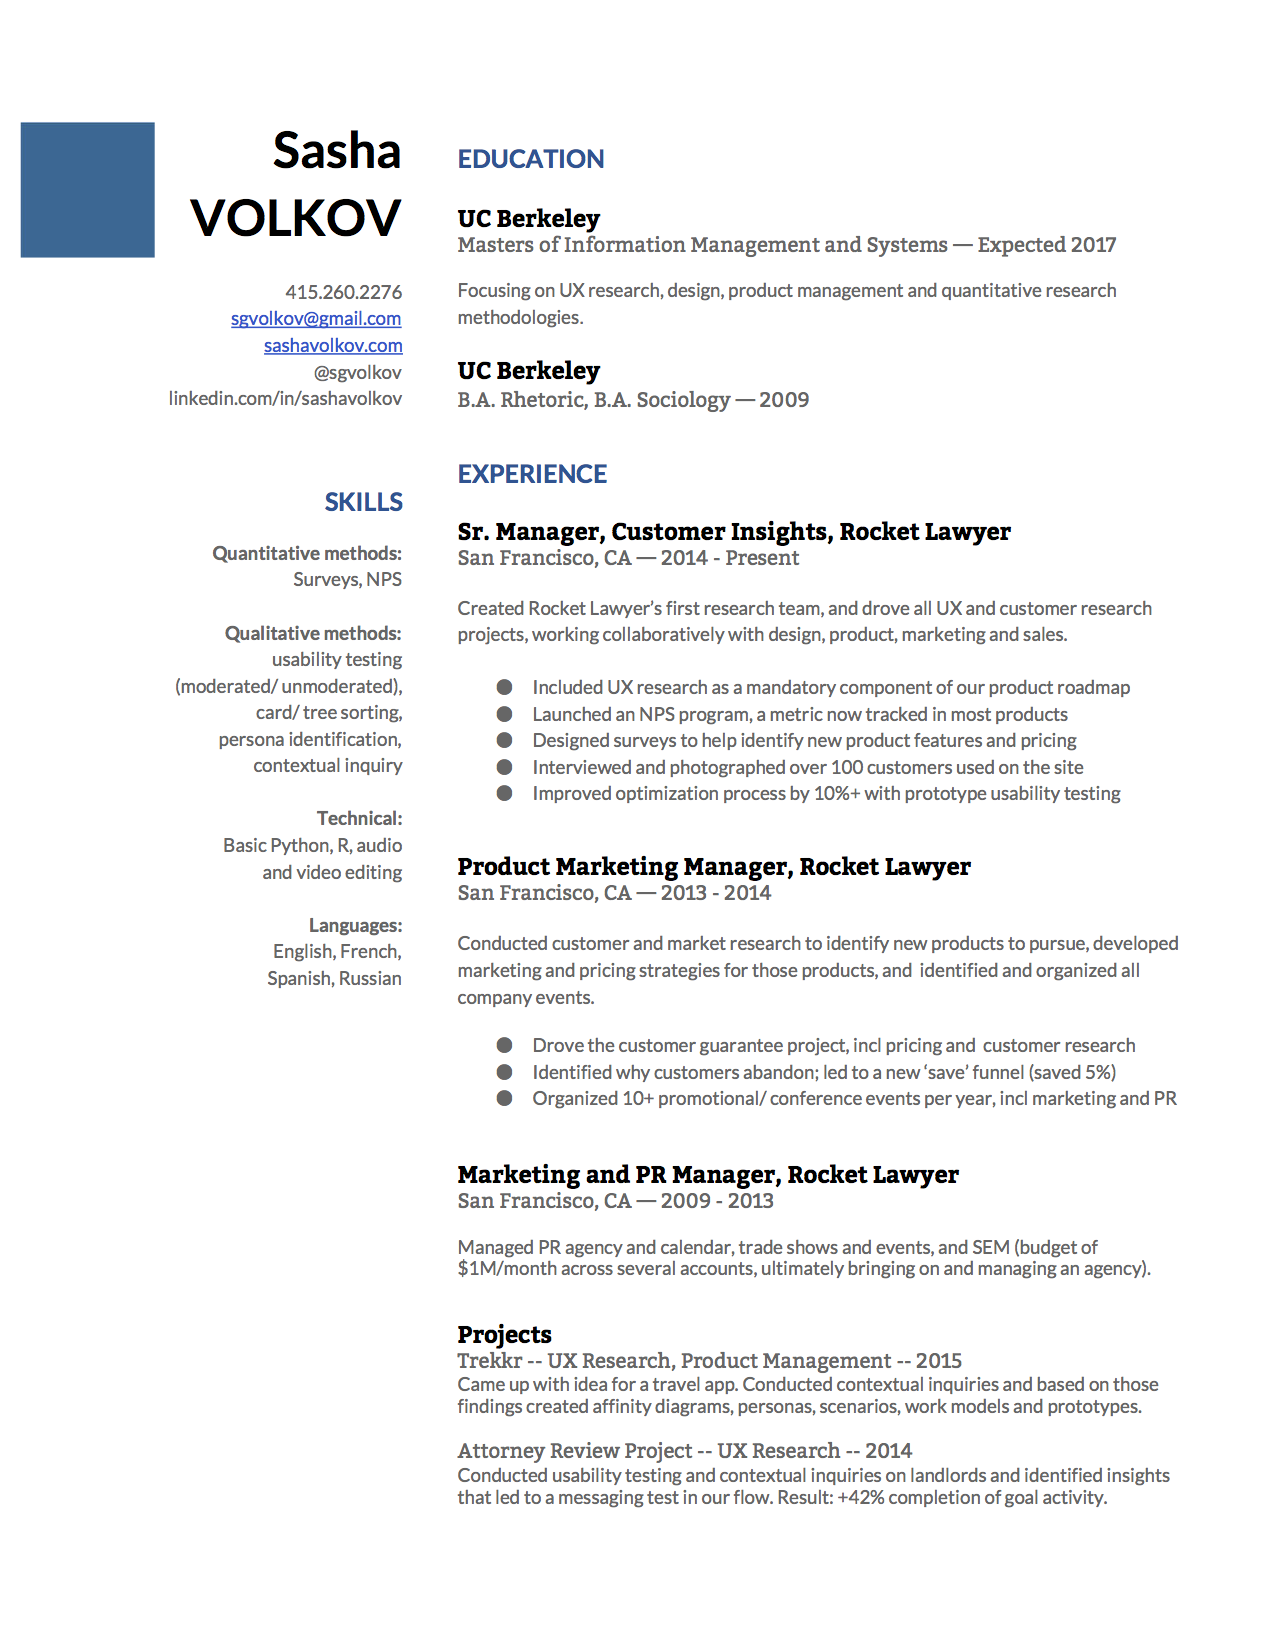 Sasha
VOLKOV
415.260.2276
sgvolkov@gmail.com
sashavolkov.com
@sgvolkov
linkedin.com/in/sashavolkov
SKILLS
Quantitative methods:
Surveys, NPS
Qualitative methods:
usability testing
(moderated/ unmoderated),
card/ tree sorting,
persona identification,
contextual inquiry
Technical:
Basic Python, R, audio
and video editing
Languages:
English, French,
Spanish, Russian
EDUCATION
UC Berkeley
Masters of Information Management and Systems — Expected 2017
Focusing on UX research, design, product management and quantitative research
methodologies.
UC Berkeley
B.A. Rhetoric, B.A. Sociology — 2009
EXPERIENCE
Sr. Manager, Customer Insights, Rocket Lawyer
San Francisco, CA — 2014 - Present
Created Rocket Lawyer’s first research team, and drove all UX and customer research
projects, working collaboratively with design, product, marketing and sales.
● Included UX research as a mandatory component of our product roadmap
● Launched an NPS program, a metric now tracked in most products
● Designed surveys to help identify new product features and pricing
● Interviewed and photographed over 100 customers used on the site
● Improved optimization process by 10%+ with prototype usability testing
Product Marketing Manager, Rocket Lawyer
San Francisco, CA — 2013 - 2014
Conducted customer and market research to identify new products to pursue, developed
marketing and pricing strategies for those products, and identified and organized all
company events.
● Drove the customer guarantee project, incl pricing and customer research
● Identified why customers abandon; led to a new ‘save’ funnel (saved 5%)
● Organized 10+ promotional/ conference events per year, incl marketing and PR
Marketing and PR Manager, Rocket Lawyer
San Francisco, CA — 2009 - 2013
Managed PR agency and calendar, trade shows and events, and SEM (budget of
$1M/month across several accounts, ultimately bringing on and managing an agency).
Projects
Trekkr -- UX Research, Product Management -- 2015
Came up with idea for a travel app. Conducted contextual inquiries and based on those
findings created affinity diagrams, personas, scenarios, work models and prototypes.
Attorney Review Project -- UX Research -- 2014
Conducted usability testing and contextual inquiries on landlords and identified insights
that led to a messaging test in our flow. Result: +42% completion of goal activity.